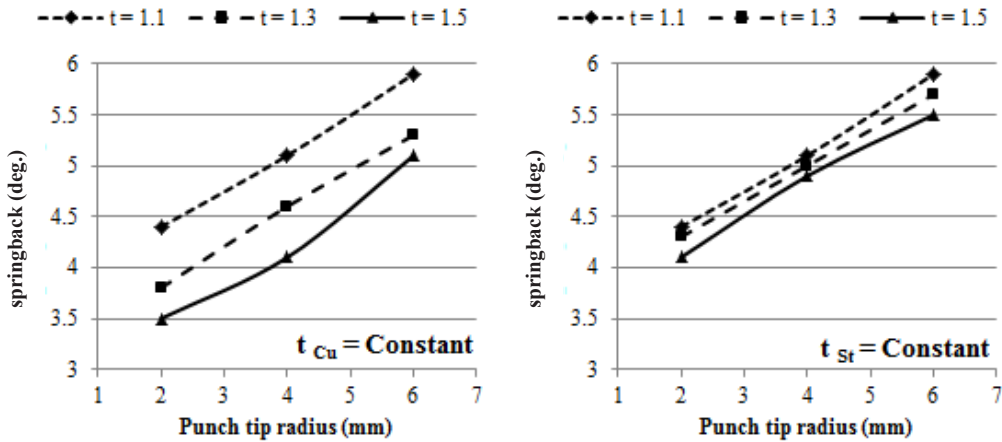 t = 1.1 t = 1.3 t = 1.5
6
5.5
5
4.5
4
3.5
3
springback (deg.)
t Cu = Constant
1 2 3 4 5 6 7
Punch tip radius (mm)
t = 1.1 t = 1.3 t = 1.5
6
5.5
5
4.5
4
3.5
3
springback (deg.)
t St = Constant
1 2 3 4 5 6 7
Punch tip radius (mm)